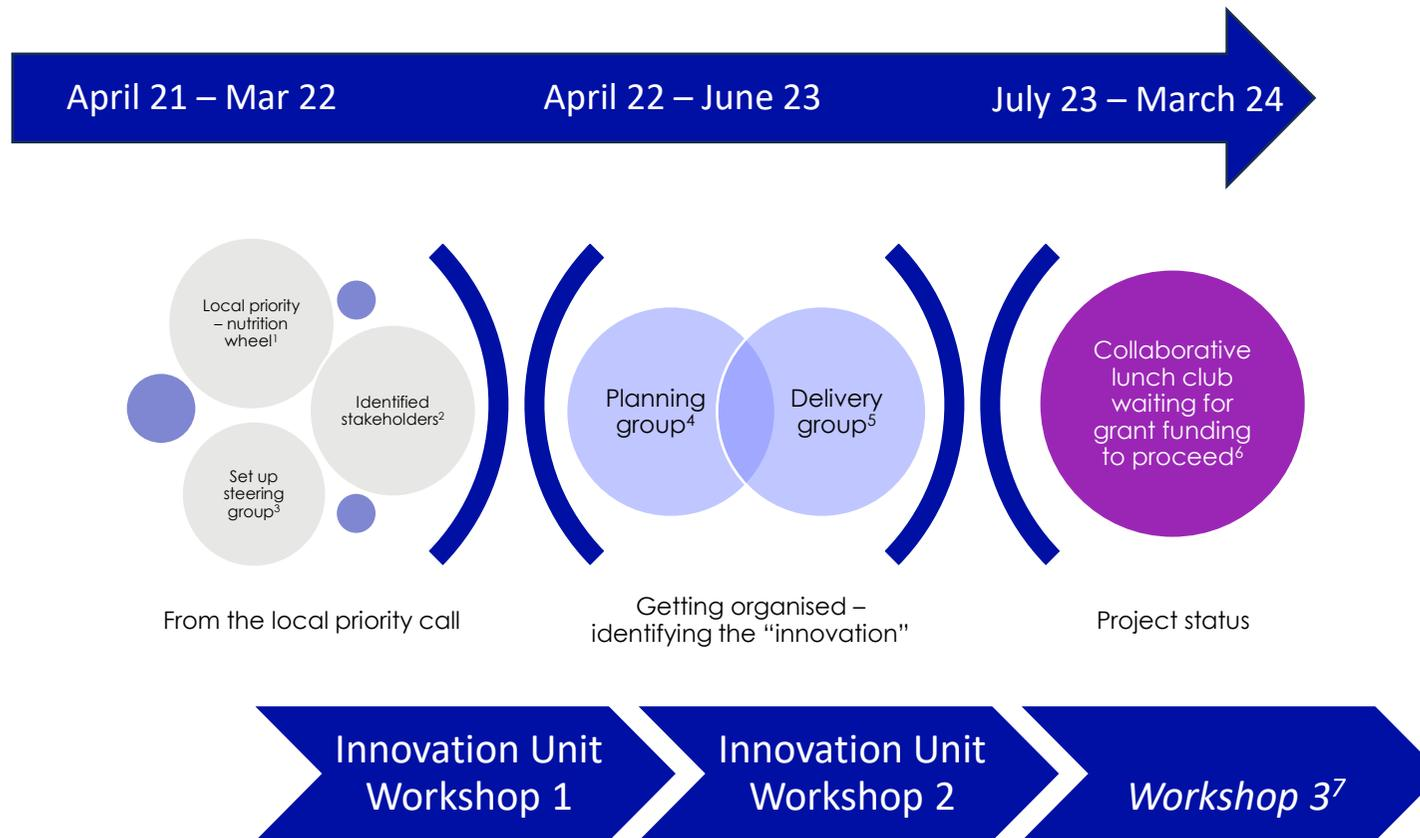 April 21 – Mar 22
April 22 – June 23
July 23 – March 24
Local priority
– nutrition
wheel¹
Identified
stakeholders²
Set up
steering
group³
Planning
group⁴
Delivery
group⁵
Collaborative
lunch club
waiting for
grant funding
to proceed⁶
From the local priority call
Getting organised –
identifying the “innovation”
Project status
Innovation Unit
Workshop 1
Innovation Unit
Workshop 2
Workshop 3⁷